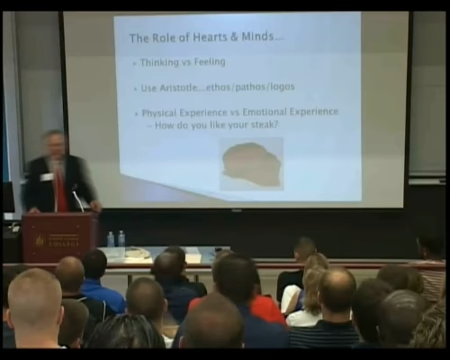 The Role of Hearts & Minds...
Thinking vs Feeling
Use Aristotle...ethos/pathos/logos
Physical Experience vs Emotional Experience
– How do you like your steak?
COLLEGE